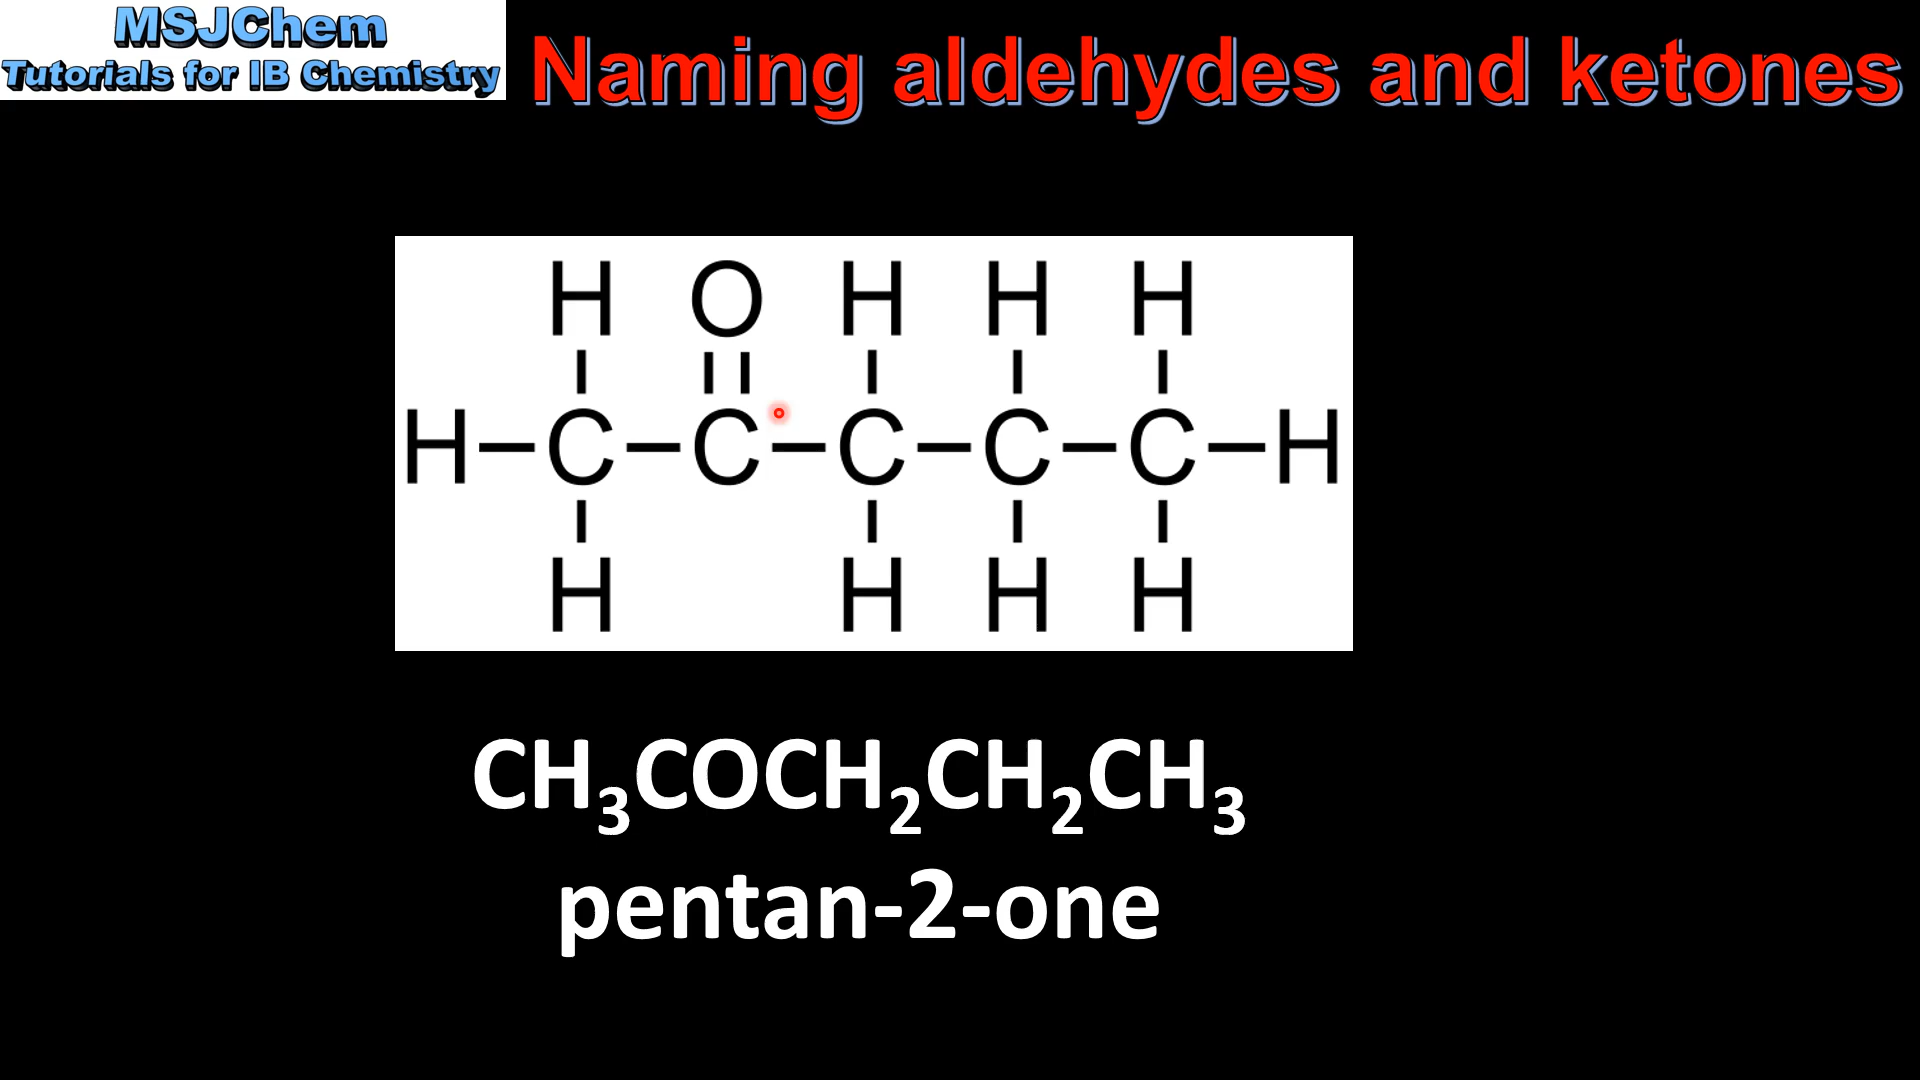 MSJChem
Tutorials for IB Chemistry
Naming aldehydes and ketones
H O H H H
H C C C C C H
H H H H
CH₃COCH₂CH₂CH₃
pentan-2-one